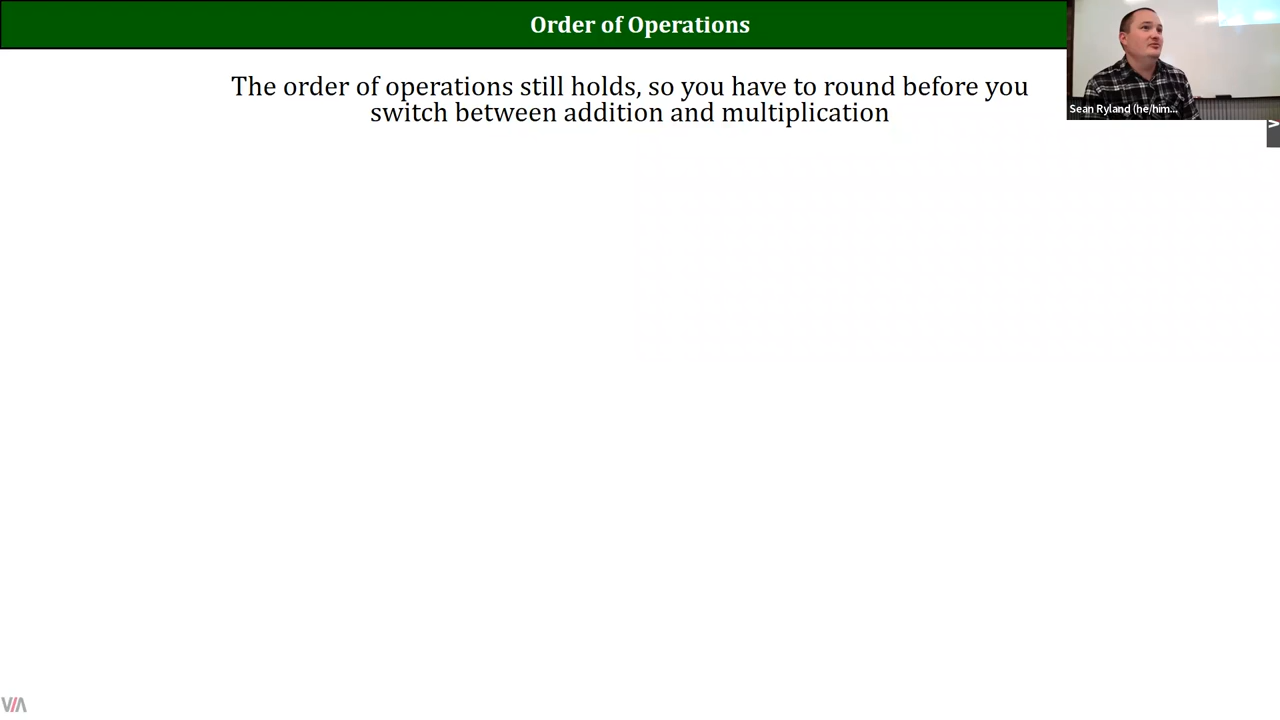 Order of Operations
The order of operations still holds, so you have to round before you
switch between addition and multiplication
Sean Ryland (he/him...
VIA